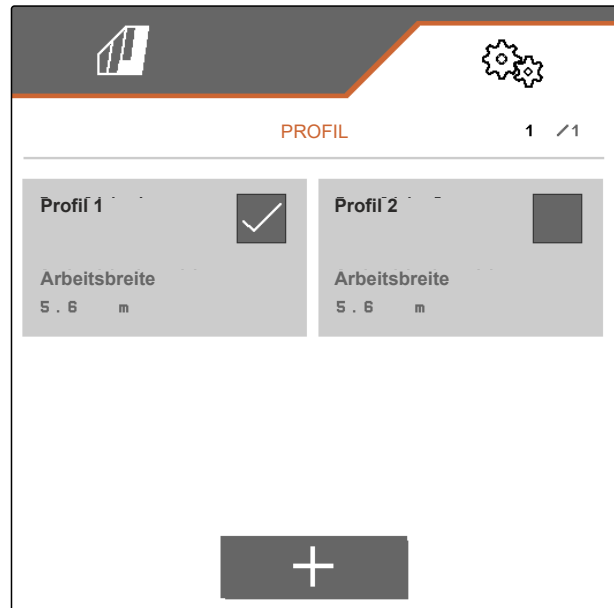 PROFIL 1 /1
Profil 1 Profil 2
Arbeitsbreite Arbeitsbreite
5.6 m 5.6 m